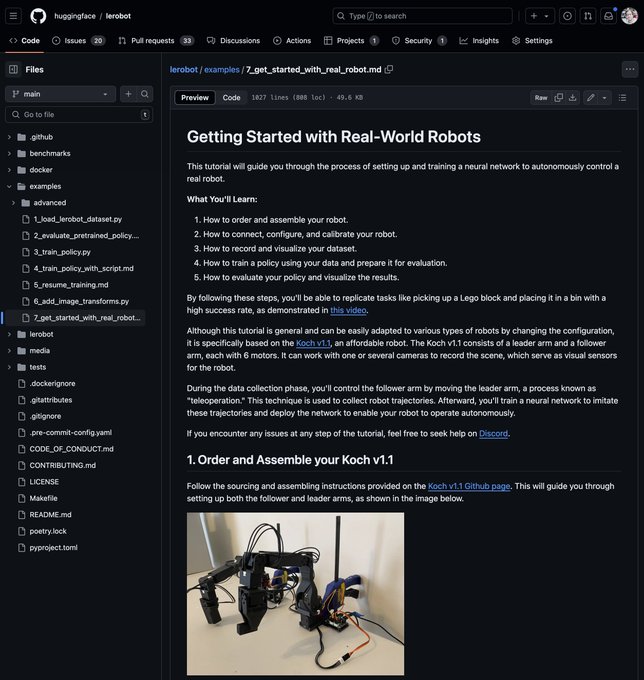 huggingface / lerobot
Type / to search
Code
Issues 20
Pull requests 33
Discussions
Actions
Projects 1
Security 1
Insights
Settings
Files
main
Go to file
t
.github
benchmarks
docker
examples
advanced
1_load_lerobot_dataset.py
2_evaluate_pretrained_policy....
3_train_policy.py
4_train_policy_with_script.md
5_resume_training.md
6_add_image_transforms.py
7_get_started_with_real_robot...
lerobot
media
tests
.dockerignore
.gitattributes
.gitignore
.pre-commit-config.yaml
CODE_OF_CONDUCT.md
CONTRIBUTING.md
LICENSE
Makefile
README.md
poetry.lock
pyproject.toml
lerobot / examples / 7_get_started_with_real_robot.md
Preview
Code
1027 lines (808 loc) · 49.6 KB
Raw
Getting Started with Real-World Robots
This tutorial will guide you through the process of setting up and training a neural network to autonomously control a
real robot.
What You'll Learn:
1. How to order and assemble your robot.
2. How to connect, configure, and calibrate your robot.
3. How to record and visualize your dataset.
4. How to train a policy using your data and prepare it for evaluation.
5. How to evaluate your policy and visualize the results.
By following these steps, you'll be able to replicate tasks like picking up a Lego block and placing it in a bin with a
high success rate, as demonstrated in this video.
Although this tutorial is general and can be easily adapted to various types of robots by changing the configuration,
it is specifically based on the Koch v1.1, an affordable robot. The Koch v1.1 consists of a leader arm and a follower
arm, each with 6 motors. It can work with one or several cameras to record the scene, which serve as visual sensors
for the robot.
During the data collection phase, you'll control the follower arm by moving the leader arm, a process known as
"teleoperation." This technique is used to collect robot trajectories. Afterward, you'll train a neural network to imitate
these trajectories and deploy the network to enable your robot to operate autonomously.
If you encounter any issues at any step of the tutorial, feel free to seek help on Discord.
1. Order and Assemble your Koch v1.1
Follow the sourcing and assembling instructions provided on the Koch v1.1 Github page. This will guide you through
setting up both the follower and leader arms, as shown in the image below.